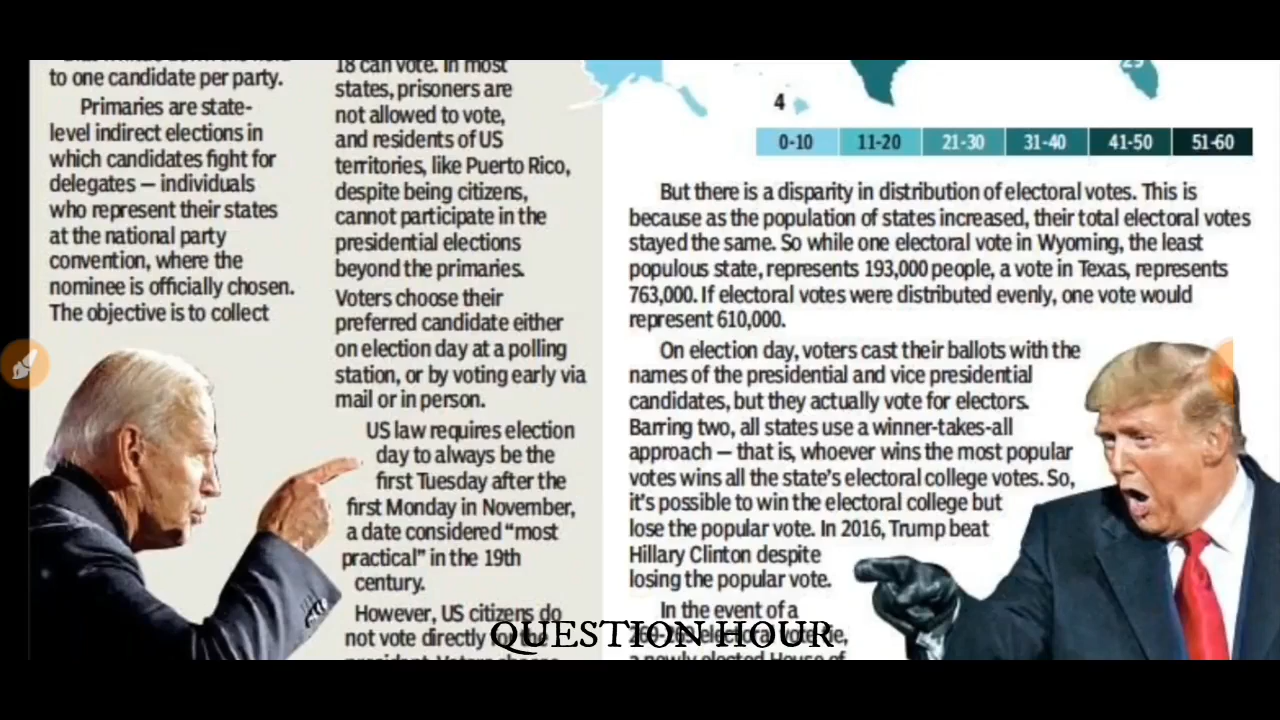 to one candidate per party.
Primaries are state-
level indirect elections in
which candidates fight for
delegates — individuals
who represent their states
at the national party
convention, where the
nominee is officially chosen.
The objective is to collect
18 can vote. In most
states, prisoners are
not allowed to vote,
and residents of US
territories, like Puerto Rico,
despite being citizens,
cannot participate in the
presidential elections
beyond the primaries.
Voters choose their
preferred candidate either
on election day at a polling
station, or by voting early via
mail or in person.
US law requires election
day to always be the
first Tuesday after the
first Monday in November,
a date considered “most
practical” in the 19th
century.
However, US citizens do
not vote directly
4
0-10 11-20 21-30 31-40 41-50 51-60
But there is a disparity in distribution of electoral votes. This is
because as the population of states increased, their total electoral votes
stayed the same. So while one electoral vote in Wyoming, the least
populous state, represents 193,000 people, a vote in Texas, represents
763,000. If electoral votes were distributed evenly, one vote would
represent 610,000.
On election day, voters cast their ballots with the
names of the presidential and vice presidential
candidates, but they actually vote for electors.
Barring two, all states use a winner-takes-all
approach — that is, whoever wins the most popular
votes wins all the state’s electoral college votes. So,
it’s possible to win the electoral college but
lose the popular vote. In 2016, Trump beat
Hillary Clinton despite
losing the popular vote.
In the event of a
QUESTION HOUR